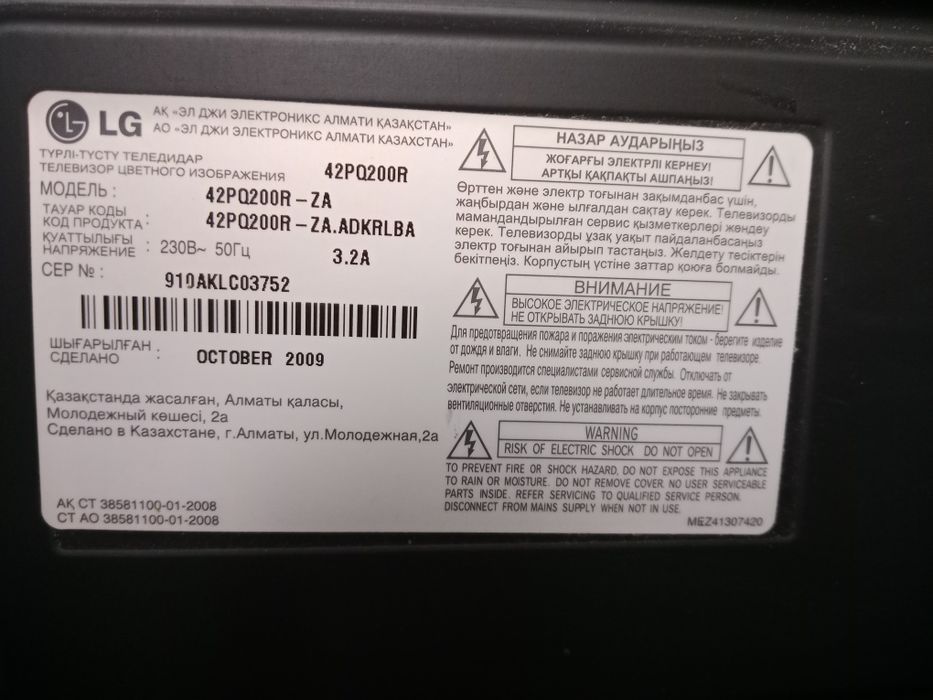 LG
АҚ «ЭЛ ДЖИ ЭЛЕКТРОНИКС АЛМАТИ ҚАЗАҚСТАН»
АО «ЭЛ ДЖИ ЭЛЕКТРОНИКС АЛМАТИ КАЗАХСТАН»
ТҮРЛІ-ТҮСТҮ ТЕЛЕДИДАР
ТЕЛЕВИЗОР ЦВЕТНОГО ИЗОБРАЖЕНИЯ 42PQ200R
МОДЕЛЬ : 42PQ200R-ZA
ТАУАР КОДЫ
КОД ПРОДУКТА : 42PQ200R-ZA.ADKRLBA
ҚУАТТЫЛЫҒЫ
НАПРЯЖЕНИЕ : 230В~ 50Гц 3.2A
СЕР № : 910AKLC03752
ШЫҒАРЫЛҒАН
СДЕЛАНО : OCTOBER 2009
Қазақстанда жасалған, Алматы қаласы,
Молодежный көшесі, 2а
Сделано в Казахстане, г.Алматы, ул.Молодежная,2а
АҚ СТ 38581100-01-2008
СТ АО 38581100-01-2008
НАЗАР АУДАРЫҢЫЗ
ЖОҒАРҒЫ ЭЛЕКТРЛІ КЕРНЕУ!
АРТҚЫ ҚАҚПАҚТЫ АШПАҢЫЗ!
Өрттен және электр тоғынан зақымданбас үшін,
жаңбырдан және ылғалдан сақтау керек. Телевизорды
мамандандырылған сервис қызметкерлері жөндеу
керек. Телевизорды ұзақ уақыт пайдаланбасаңыз
электр тоғынан айырып тастаңыз. Желдету тесіктерін
бекітпеңіз. Корпустың үстіне заттар қоюға болмайды.
ВНИМАНИЕ
ВЫСОКОЕ ЭЛЕКТРИЧЕСКОЕ НАПРЯЖЕНИЕ!
НЕ ОТКРЫВАТЬ ЗАДНЮЮ КРЫШКУ!
Для предотвращения пожара и поражения электрическим током - берегите изделие
от дождя и влаги. Не снимайте заднюю крышку при работающем телевизоре.
Ремонт производится специалистами сервисной службы. Отключать от
электрической сети, если телевизор не работает длительное время. Не закрывать
вентиляционные отверстия. Не устанавливать на корпус посторонние предметы.
WARNING
RISK OF ELECTRIC SHOCK DO NOT OPEN
TO PREVENT FIRE OR SHOCK HAZARD, DO NOT EXPOSE THIS APPLIANCE
TO RAIN OR MOISTURE. DO NOT REMOVE COVER. NO USER SERVICEABLE
PARTS INSIDE. REFER SERVICING TO QUALIFIED SERVICE PERSON.
DISCONNECT FROM MAINS SUPPLY WHEN NOT IN USE.
MEZ41307420